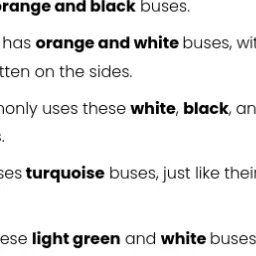 orange and black buses.
has orange and white buses, wit
tten on the sides.
nonly uses these white, black, an
s.
ses turquoise buses, just like their
ese light green and white buses